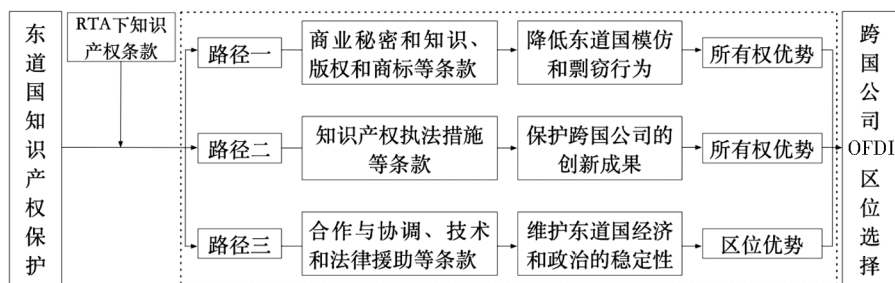 东道国知识产权保护
RTA下知识
产权条款
路径一
商业秘密和知识、
版权和商标等条款
降低东道国模仿
和剽窃行为
所有权优势
路径二
知识产权执法措施
等条款
保护跨国公司的
创新成果
所有权优势
路径三
合作与协调、技术
和法律援助等条款
维护东道国经济
和政治的稳定性
区位优势
跨国公司OFDI区位选择